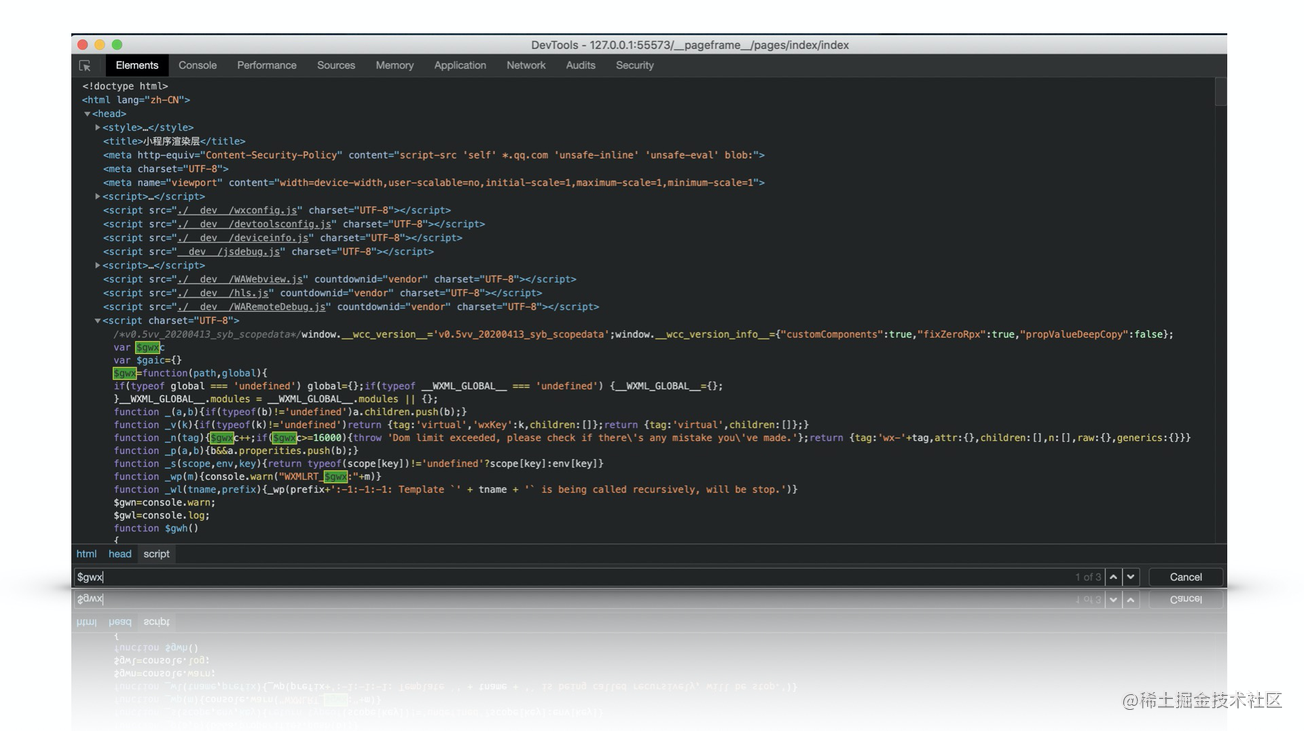 DevTools - 127.0.0.1:55573/__pageframe__/pages/index/index
Elements Console Performance Sources Memory Application Network Audits Security
<!doctype html>
<html lang="zh-CN">
▼<head>
▶<style>…</style>
<title>小程序渲染层</title>
<meta http-equiv="Content-Security-Policy" content="script-src 'self' *.qq.com 'unsafe-inline' 'unsafe-eval' blob:">
<meta charset="UTF-8">
<meta name="viewport" content="width=device-width,user-scalable=no,initial-scale=1,maximum-scale=1,minimum-scale=1">
▶<script>…</script>
<script src="./__dev__/wxconfig.js" charset="UTF-8"></script>
<script src="./__dev__/devtoolsconfig.js" charset="UTF-8"></script>
<script src="./__dev__/deviceinfo.js" charset="UTF-8"></script>
<script src="__dev__/jsdebug.js" charset="UTF-8"></script>
▶<script>…</script>
<script src="./__dev__/WAWebview.js" countdownid="vendor" charset="UTF-8"></script>
<script src="./__dev__/hls.js" countdownid="vendor" charset="UTF-8"></script>
<script src="./__dev__/WARemoteDebug.js" countdownid="vendor" charset="UTF-8"></script>
▼<script charset="UTF-8">
/*v0.5vv_20200413_syb_scopedata*/window.__wcc_version__='v0.5vv_20200413_syb_scopedata';window.__wcc_version_info__={"customComponents":true,"fixZeroRpx":true,"propValueDeepCopy":false};
var $gwxc
var $gaic={}
$gwx=function(path,global){
if(typeof global === 'undefined') global={};if(typeof __WXML_GLOBAL__ === 'undefined') {__WXML_GLOBAL__={};
}__WXML_GLOBAL__.modules = __WXML_GLOBAL__.modules || {};
function _(a,b){if(typeof(b)!='undefined')a.children.push(b);}
function _v(k){if(typeof(k)!='undefined')return {tag:'virtual','wxKey':k,children:[]};return {tag:'virtual',children:[]};}
function _n(tag){$gwxc++;if($gwxc>=16000){throw 'Dom limit exceeded, please check if there\'s any mistake you\'ve made.'};return {tag:'wx-'+tag,attr:{},children:[],n:[],raw:{},generics:{}}}
function _p(a,b){b&&a.properities.push(b);}
function _s(scope,env,key){return typeof(scope[key])!='undefined'?scope[key]:env[key]}
function _wp(m){console.warn("WXMLRT_$gwx:"+m)}
function _wl(tname,prefix){_wp(prefix+':-1:-1:-1: Template `' + tname + '` is being called recursively, will be stop.')}
$gwn=console.warn;
$gwl=console.log;
function $gwh()
{
html head script
$gwx 1 of 3 Cancel
@稀土掘金技术社区